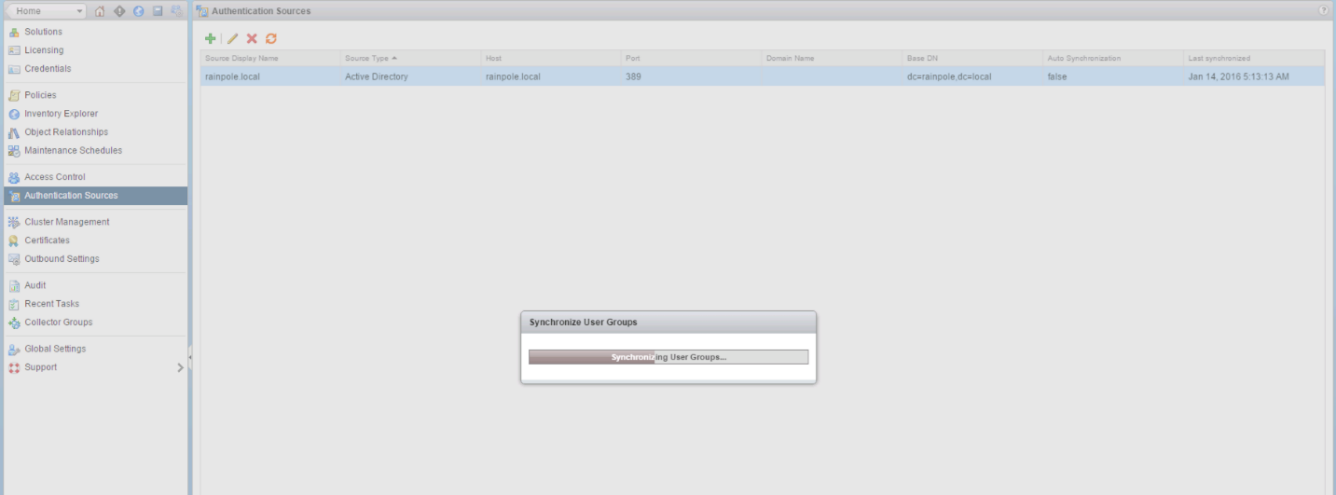 Home
Authentication Sources
?
Solutions
Licensing
Credentials
Policies
Inventory Explorer
Object Relationships
Maintenance Schedules
Access Control
Authentication Sources
Cluster Management
Certificates
Outbound Settings
Audit
Recent Tasks
Collector Groups
Global Settings
Support
Source Display Name Source Type Host Port Domain Name Base DN Auto Synchronization Last synchronized
rainpole.local Active Directory rainpole.local 389 dc=rainpole,dc=local false Jan 14, 2016 5:13:13 AM
Synchronize User Groups
Synchronizing User Groups...